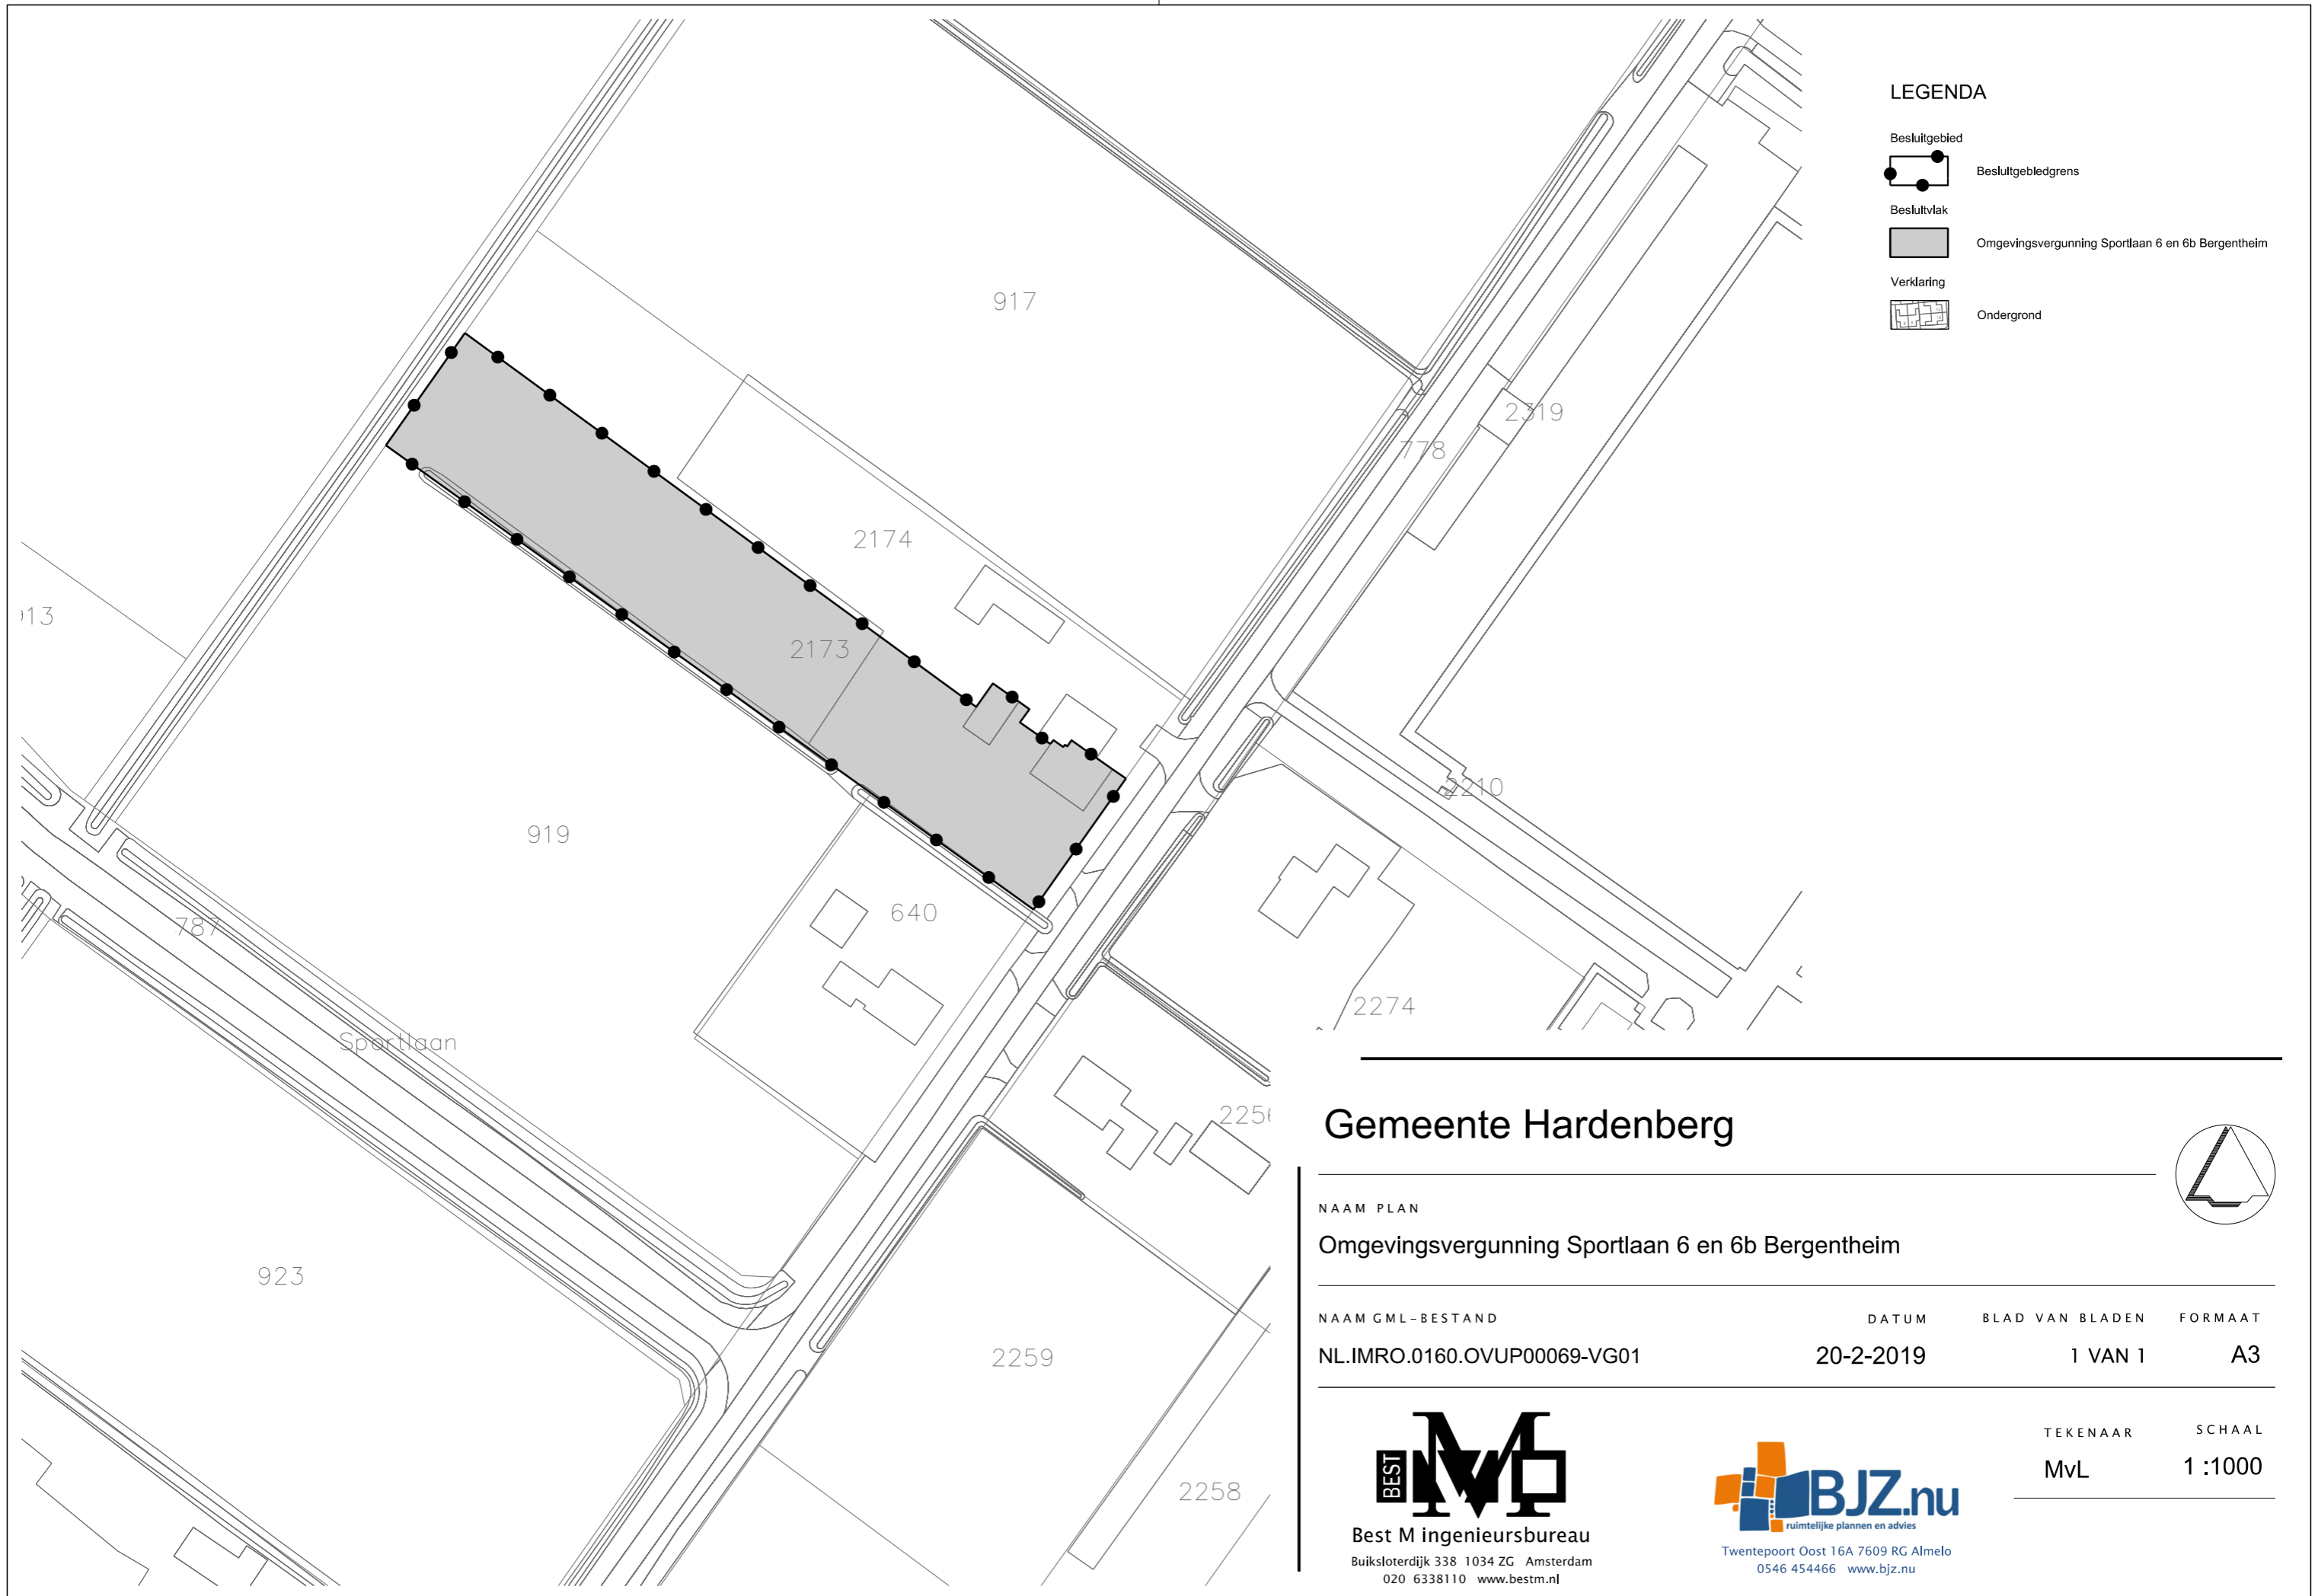 LEGENDA
Besluitgebied
Besluitgebiedgrens
Besluitvlak
Omgevingsvergunning Sportlaan 6 en 6b Bergentheim
Verklaring
Ondergrond
917
2319
778
2174
913
2173
2210
919
640
787
2274
Sportlaan
2256
923
2259
2258
Gemeente Hardenberg
NAAM PLAN
Omgevingsvergunning Sportlaan 6 en 6b Bergentheim
NAAM GML-BESTAND DATUM BLAD VAN BLADEN FORMAAT
NL.IMRO.0160.OVUP00069-VG01 20-2-2019 1 VAN 1 A3
TEKENAAR SCHAAL
MvL 1 :1000
BEST M
Best M ingenieursbureau
Buiksloterdijk 338 1034 ZG Amsterdam
020 6338110 www.bestm.nl
BJZ.nu
ruimtelijke plannen en advies
Twentepoort Oost 16A 7609 RG Almelo
0546 454466 www.bjz.nu